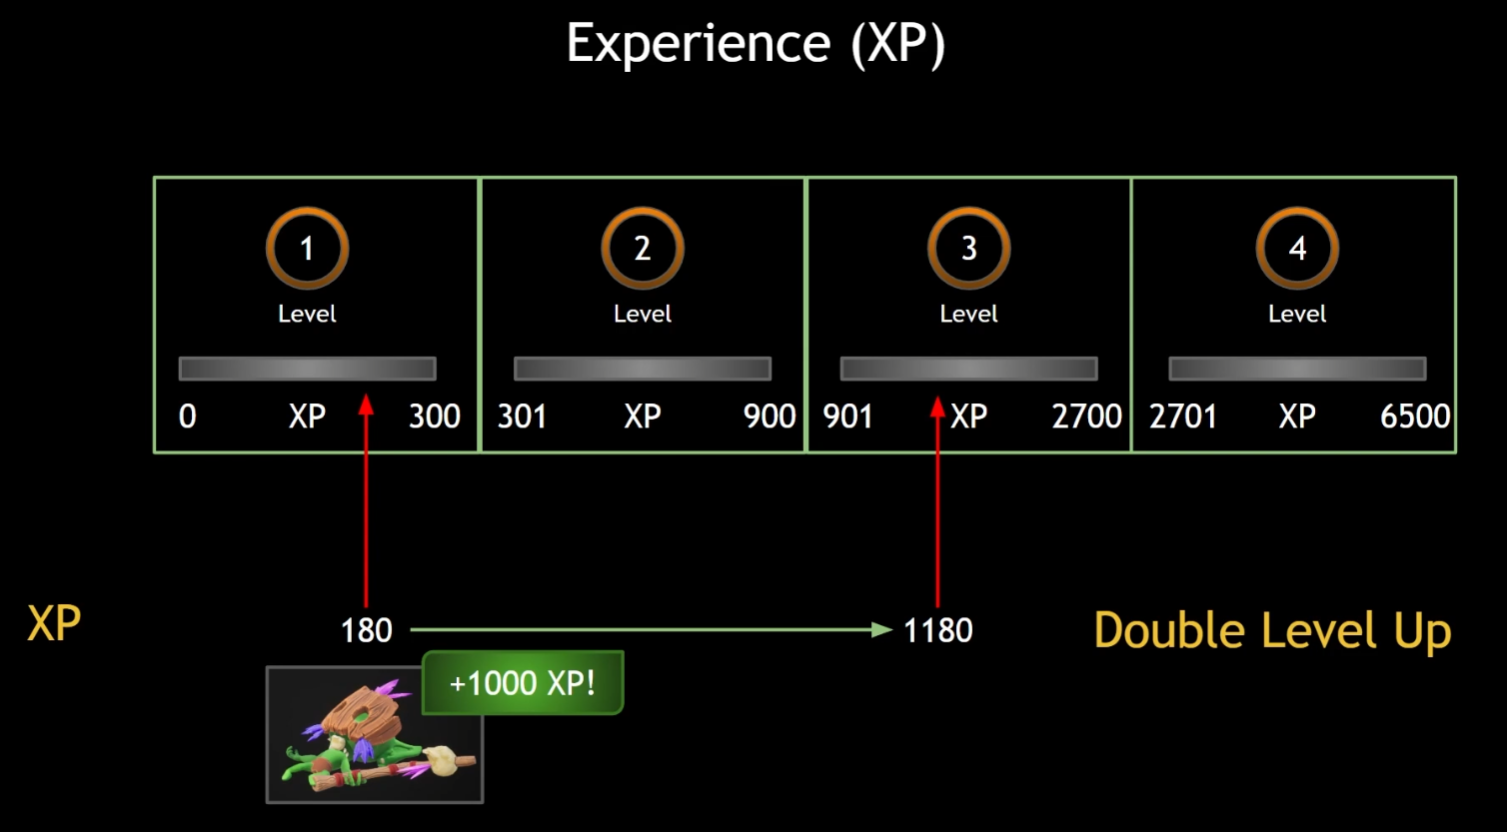 Experience (XP)
1
Level
0 XP 300
2
Level
301 XP 900
3
Level
901 XP 2700
4
Level
2701 XP 6500
XP
180
1180
Double Level Up
+1000 XP!